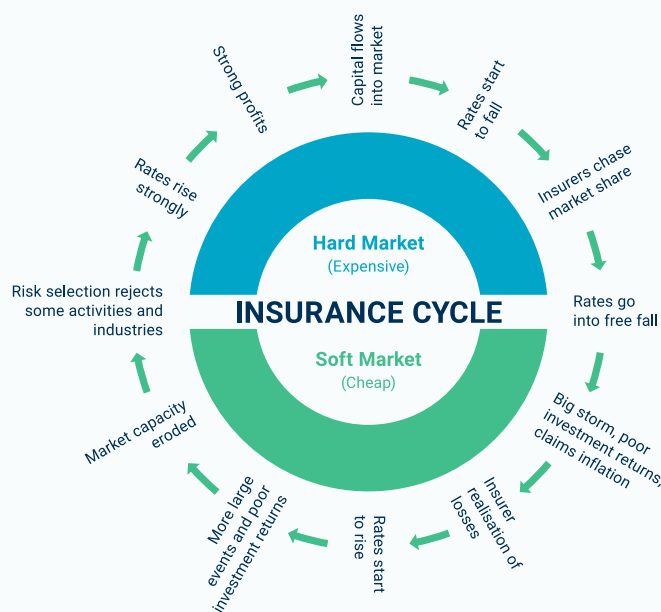 Capital flows
into market
Rates start
to fall
Insurers chase
market share
Rates go
into free fall
Big storm, poor
investment returns,
claims inflation
Insurer
realisation of
losses
Rates start
to rise
More large
events and poor
investment returns
Market capacity
eroded
Risk selection rejects
some activities and
industries
Rates rise
strongly
Strong profits
Hard Market
(Expensive)
INSURANCE CYCLE
Soft Market
(Cheap)